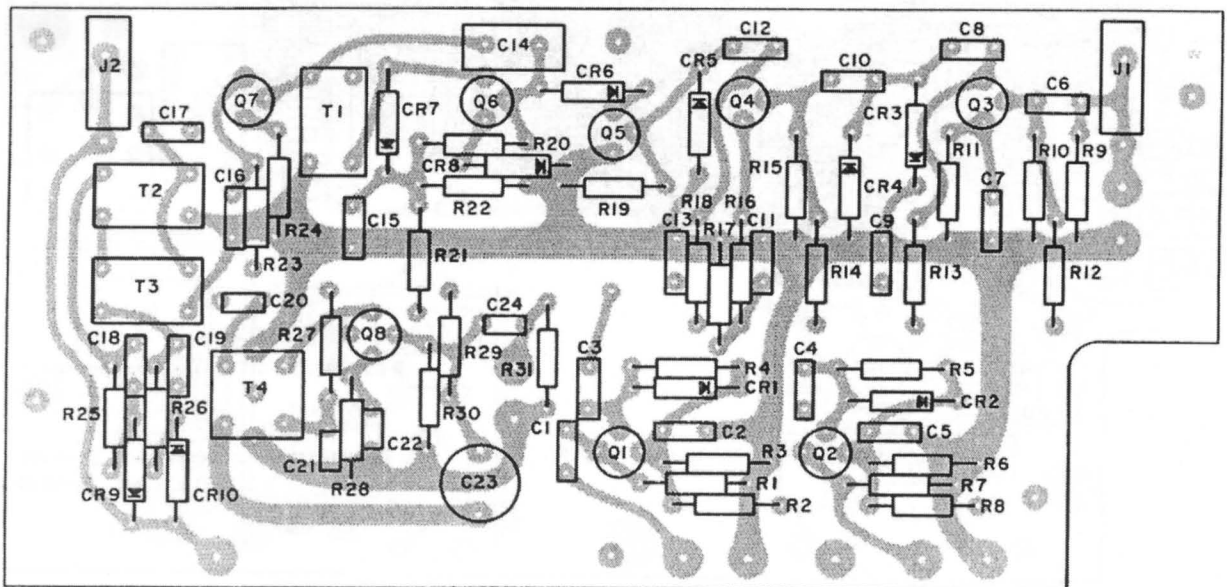 C12
C8
J2
C14
J1
CR6
CR5
C10
C6
Q7
T1
CR7
Q6
Q4
CR3
Q3
C17
Q5
R20
R15
R11
R10
R9
CR8
C16
T2
R22
R19
R18
R16
CR4
C7
C13
C11
C9
C15
R24
R17
R21
R23
R14
R13
R12
T3
C20
C24
R27
Q8
C18
C19
R29
R31
C3
R4
C4
R5
T4
CR1
CR2
R25
R26
R30
C1
C2
C5
C22
Q1
Q2
R3
R6
C21
C23
R1
R7
CR9
CR10
R28
R2
R8